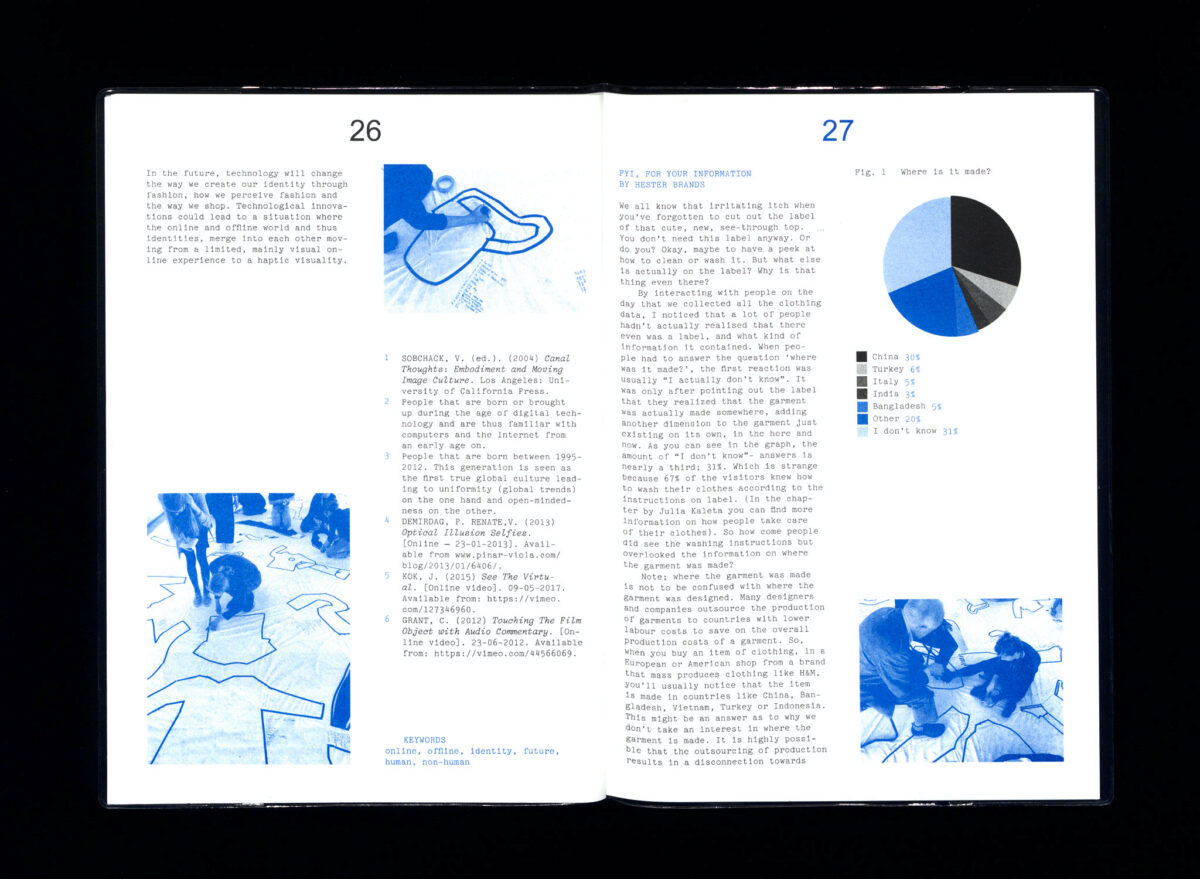 26
In the future, technology will change
the way we create our identity through
fashion, how we perceive fashion and
the way we shop. Technological innova-
tions could lead to a situation where
the online and offline world and thus
identities, merge into each other mov-
ing from a limited, mainly visual on-
line experience to a haptic visuality.
1 SOBCHACK, V. (ed.). (2004) Canal
Thoughts: Embodiment and Moving
Image Culture. Los Angeles: Uni-
versity of California Press.
2 People that are born or brought
up during the age of digital tech-
nology and are thus familiar with
computers and the Internet from
an early age on.
3 People that are born between 1995-
2012. This generation is seen as
the first true global culture lead-
ing to uniformity (global trends)
on the one hand and open-minded-
ness on the other.
4 DEMIRDAG, P. RENATE,V. (2013)
Optical Illusion Selfies.
[Online – 23-01-2013]. Avail-
able from www.pinar-viola.com/
blog/2013/01/6406/.
5 KOK, J. (2015) See The Virtu-
al. [Online video]. 09-05-2017.
Available from: https://vimeo.
com/127346960.
6 GRANT, C. (2012) Touching The Film
Object with Audio Commentary. [On-
line video]. 23-06-2012. Available
from: https://vimeo.com/44566069.
KEYWORDS
online, offline, identity, future,
human, non-human
27
FYI, FOR YOUR INFORMATION
BY HESTER BRANDS
We all know that irritating itch when
you've forgotten to cut out the label
of that cute, new, see-through top.
You don't need this label anyway. Or
do you? Okay, maybe to have a peek at
how to clean or wash it. But what else
is actually on the label? Why is that
thing even there?
By interacting with people on the
day that we collected all the clothing
data, I noticed that a lot of people
hadn't actually realised that there
even was a label, and what kind of
information it contained. When peo-
ple had to answer the question 'where
was it made?', the first reaction was
usually "I actually don't know". It
was only after pointing out the label
that they realized that the garment
was actually made somewhere, adding
another dimension to the garment just
existing on its own, in the here and
now. As you can see in the graph, the
amount of "I don't know"- answers is
nearly a third; 31%. Which is strange
because 67% of the visitors knew how
to wash their clothes according to the
instructions on label. (In the chap-
ter by Julia Kaleta you can find more
information on how people take care
of their clothes). So how come people
did see the washing instructions but
overlooked the information on where
the garment was made?
Note; where the garment was made
is not to be confused with where the
garment was designed. Many designers
and companies outsource the production
of garments to countries with lower
labour costs to save on the overall
production costs of a garment. So,
when you buy an item of clothing, in a
European or American shop from a brand
that mass produces clothing like H&M,
you'll usually notice that the item
is made in countries like China, Ban-
gladesh, Vietnam, Turkey or Indonesia.
This might be an answer as to why we
don't take an interest in where the
garment is made. It is highly possi-
ble that the outsourcing of production
results in a disconnection towards
Fig. 1 Where is it made?
China 30%
Turkey 6%
Italy 5%
India 3%
Bangladesh 5%
Other 20%
I don't know 31%